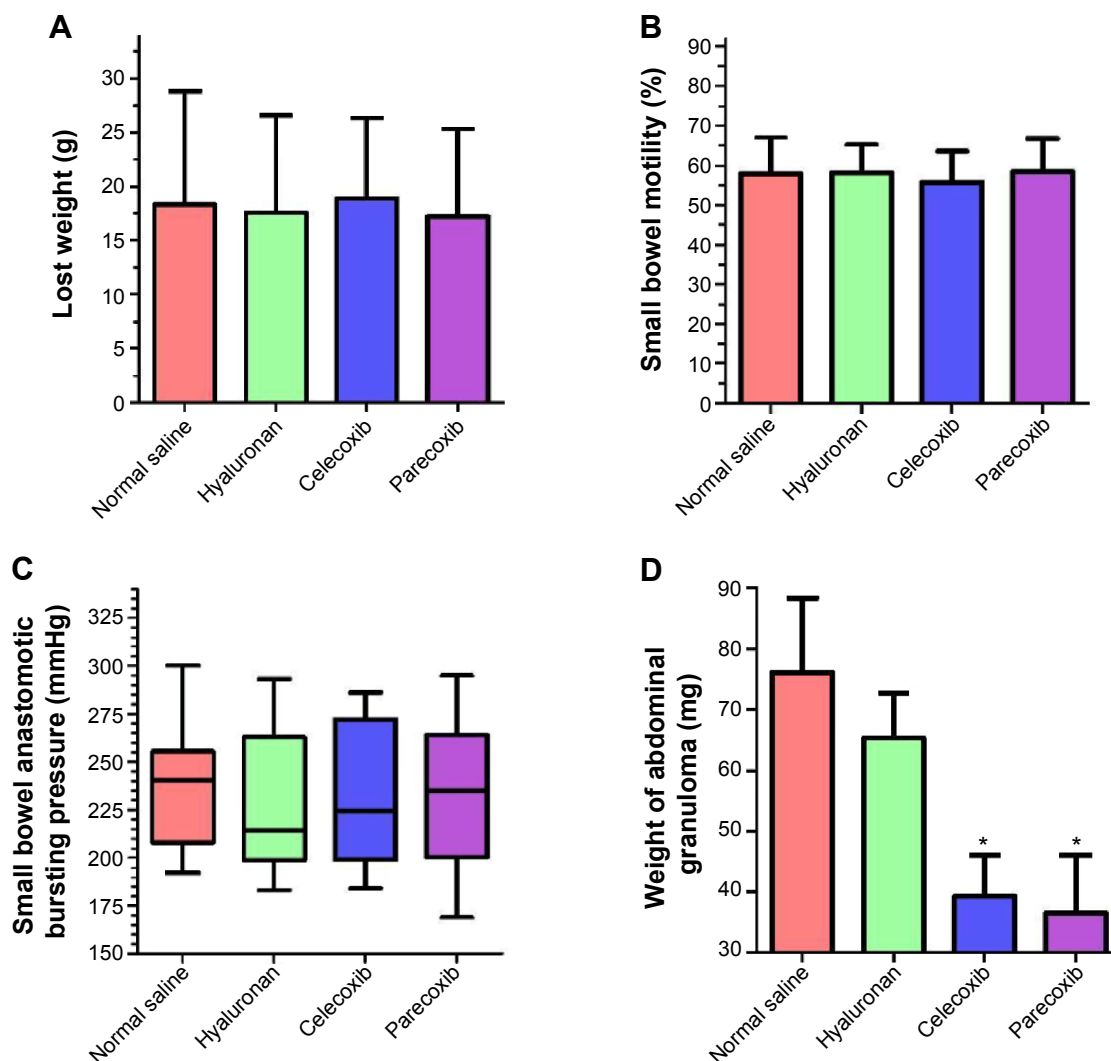 A
Lost weight (g)
30
25
20
15
10
5
0
Normal saline
Hyaluronan
Celecoxib
Parecoxib
B
Small bowel motility (%)
90
80
70
60
50
40
30
20
10
0
Normal saline
Hyaluronan
Celecoxib
Parecoxib
C
Small bowel anastomotic
bursting pressure (mmHg)
325
300
275
250
225
200
175
150
Normal saline
Hyaluronan
Celecoxib
Parecoxib
D
Weight of abdominal
granuloma (mg)
90
80
70
60
50
40
30
* *
Normal saline
Hyaluronan
Celecoxib
Parecoxib